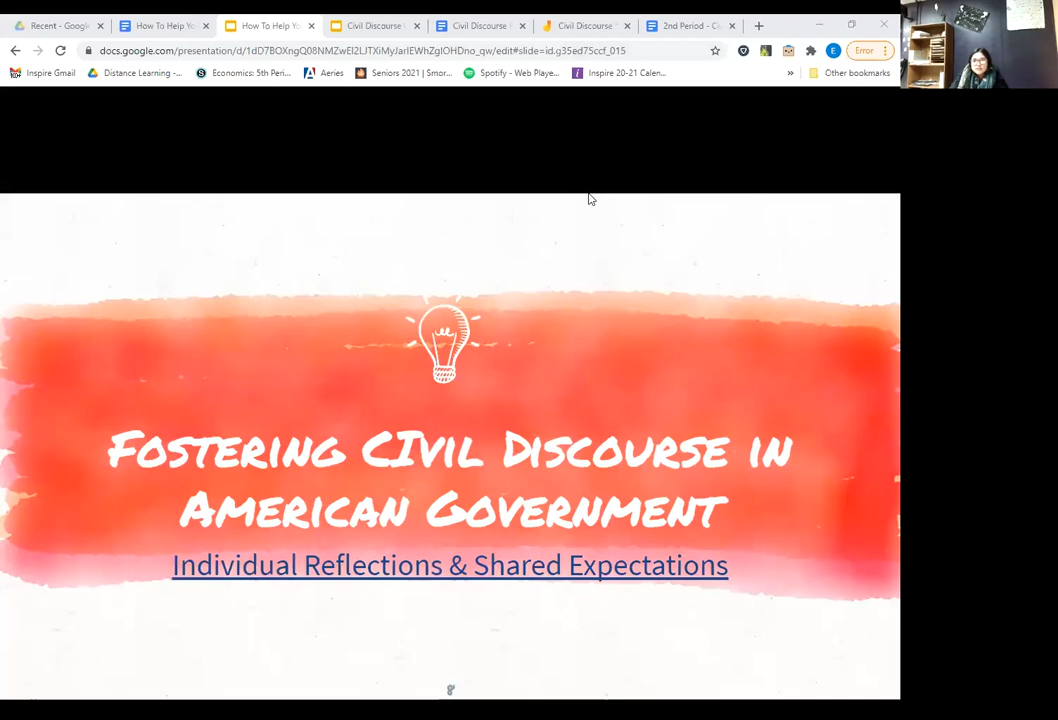 Recent - Google
How To Help Yo
How To Help Yo
Civil Discourse
Civil Discourse
Civil Discourse
2nd Period - Ci
docs.google.com/presentation/d/1dD7BOXngQ08NMZwEI2LJTXiMyJarIEWhZgIOHDno_qw/edit#slide=id.g35ed75ccf_015
E
Error
Inspire Gmail
Distance Learning -...
Economics: 5th Peri...
Aeries
Seniors 2021 | Smor...
Spotify - Web Playe...
Inspire 20-21 Calen...
»
Other bookmarks
Fostering CIvil Discourse in
American Government
Individual Reflections & Shared Expectations
8